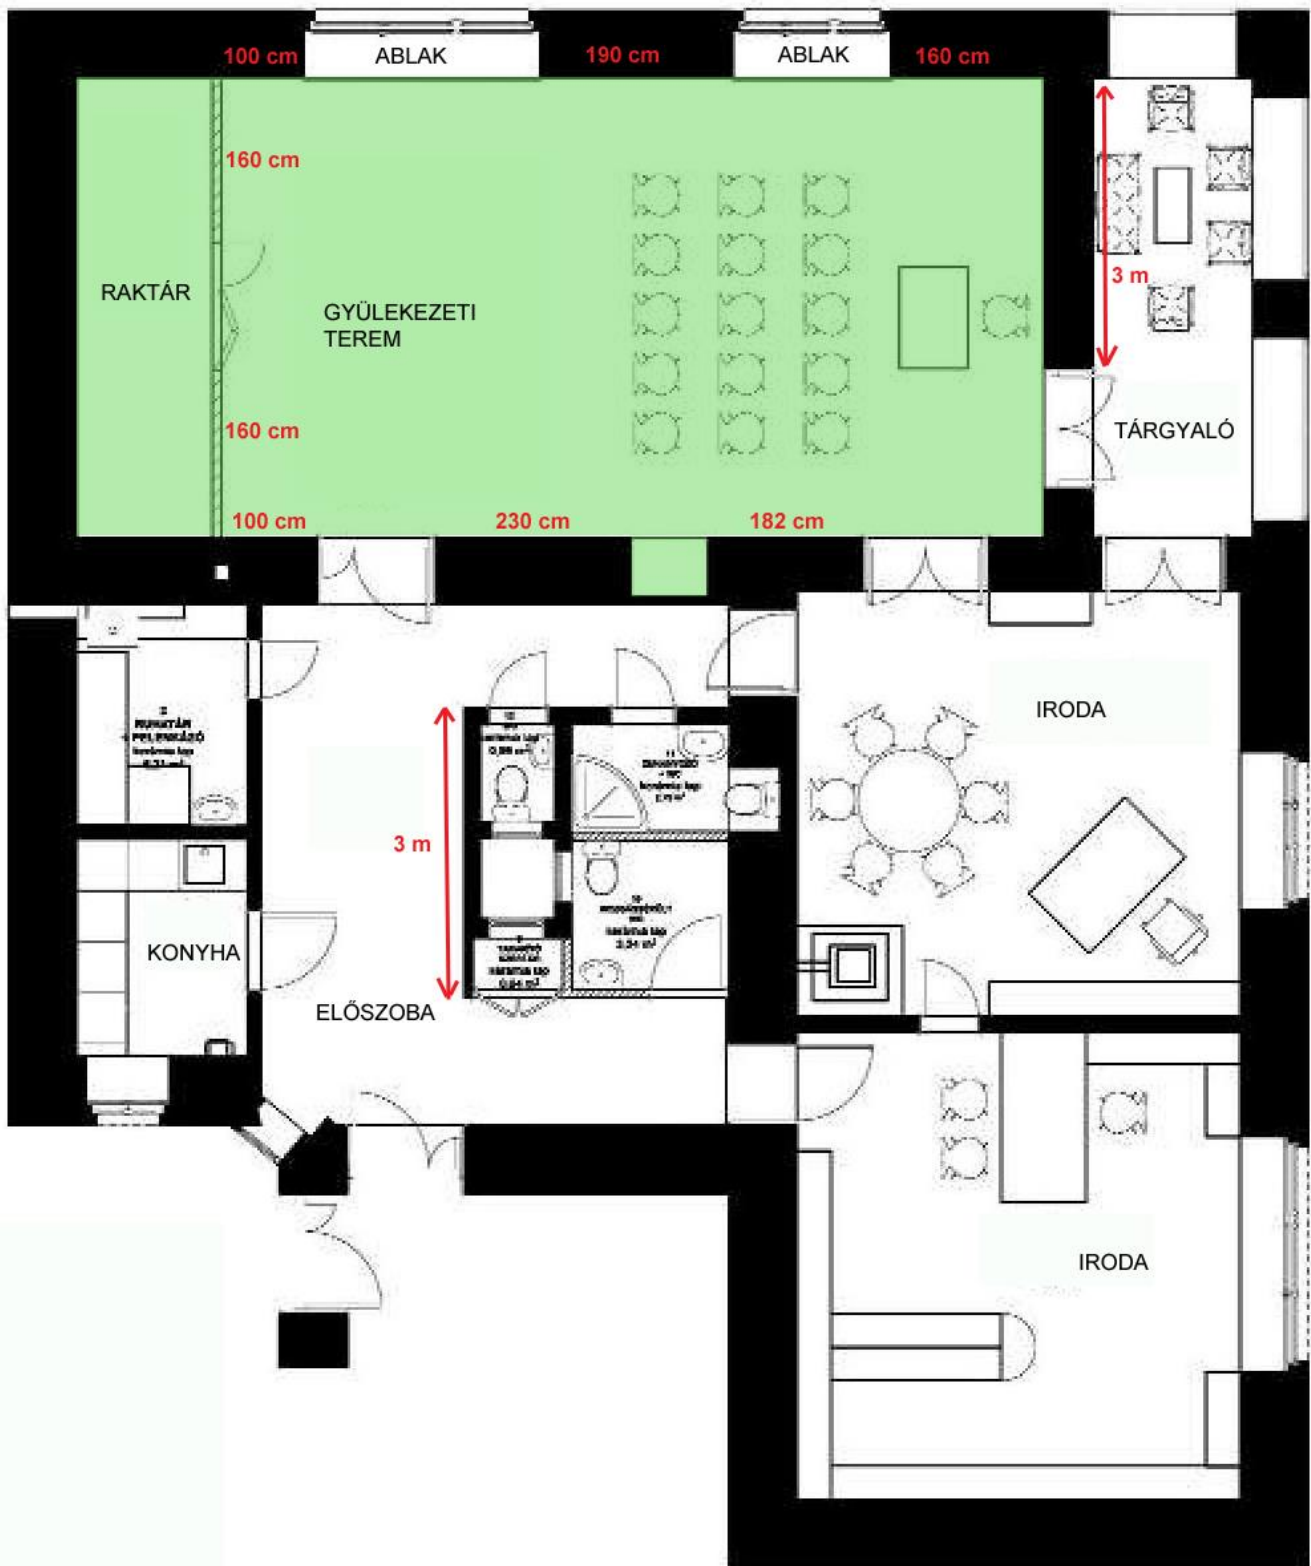 100 cm
ABLAK
190 cm
ABLAK
160 cm
160 cm
3 m
RAKTÁR
GYÜLEKEZETI
TEREM
160 cm
TÁRGYALÓ
100 cm
230 cm
182 cm
IRODA
3 m
KONYHA
ELŐSZOBA
IRODA